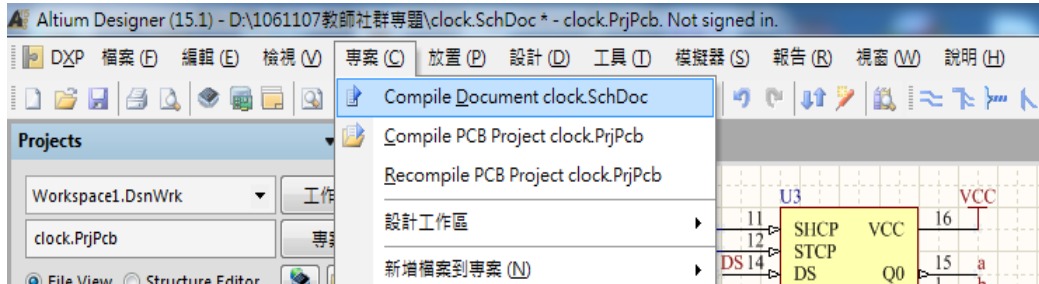 Altium Designer (15.1) - D:\1061107教師社群專題\clock.SchDoc * - clock.PrjPcb. Not signed in.
DXP 檔案 (F) 編輯 (E) 檢視 (V) 專案 (C) 放置 (P) 設計 (D) 工具 (T) 模擬器 (S) 報告 (R) 視窗 (W) 說明 (H)
Compile Document clock.SchDoc
Projects
Compile PCB Project clock.PrjPcb
Recompile PCB Project clock.PrjPcb
Workspace1.DsnWrk
設計工作區
clock.PrjPcb
新增檔案到專案 (N)
File View Structure Editor
U3 VCC
11 SHCP VCC 16
12 STCP
DS 14 DS Q0 15 a